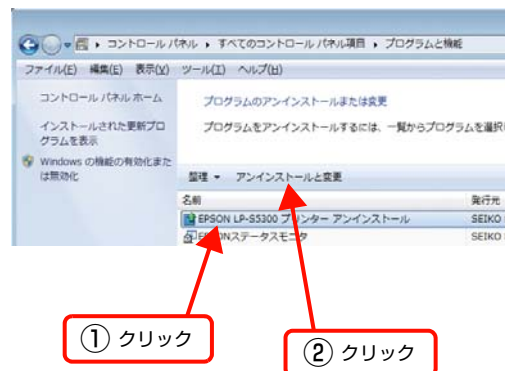 コントロール パネル ▸ すべてのコントロール パネル項目 ▸ プログラムと機能
ファイル(F) 編集(E) 表示(V) ツール(T) ヘルプ(H)
コントロール パネル ホーム
インストールされた更新プロ
グラムを表示
Windows の機能の有効化また
は無効化
プログラムのアンインストールまたは変更
プログラムをアンインストールするには、一覧からプログラムを選択
整理 ▾ アンインストールと変更
名前 発行元
EPSON LP-S5300 プリンター アンインストール SEIKO
EPSONステータスモニタ SEIKO
① クリック
② クリック